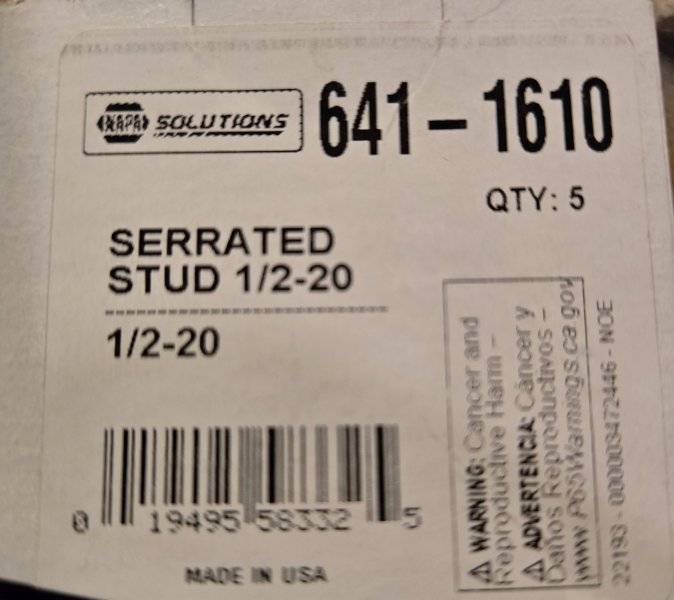 NAPA SOLUTIONS 641-1610
QTY: 5
SERRATED
STUD 1/2-20
1/2-20
0 19495 58332 5
MADE IN USA
⚠ WARNING: Cancer and
Reproductive Harm -
⚠ ADVERTENCIA: Cáncer y
Daños Reproductivos -
www.P65Warnings.ca.gov
22193 - 000003472446 - NOE